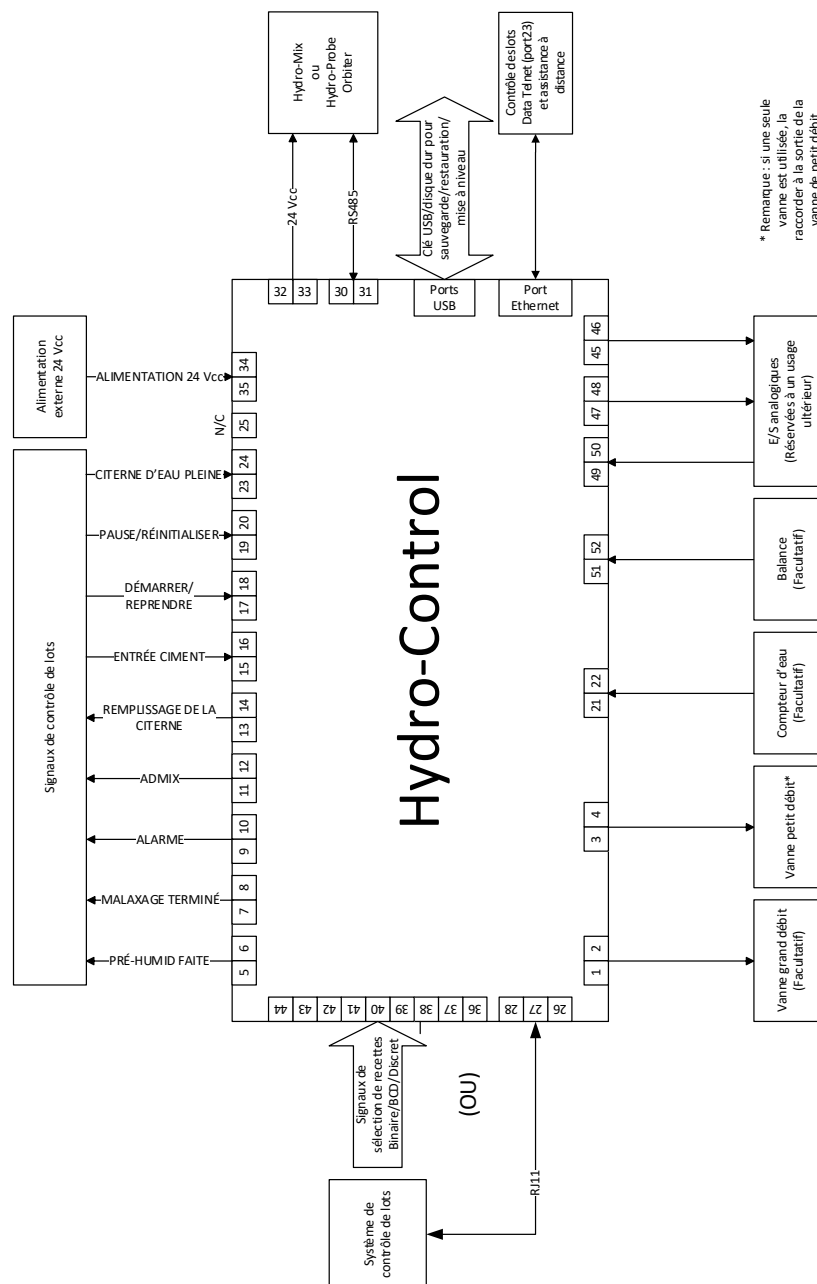 Hydro-Mix
ou
Hydro-Probe
Orbiter
Contrôle des lots
Data Telnet (port23)
et assistance à
distance
24 Vcc
RS485
Clé USB/disque dur pour
sauvegarde/restauration/
mise à niveau
* Remarque : si une seule
vanne est utilisée, la
raccorder à la sortie de la
vanne de petit débit
32
33
30
31
Ports
USB
Port
Ethernet
Alimentation
externe 24 Vcc
ALIMENTATION 24 Vcc
34
35
N/C
25
Signaux de contrôle de lots
CITERNE D'EAU PLEINE
24
23
PAUSE/RÉINITIALISER
20
19
DÉMARRER/
REPRENDRE
18
17
ENTRÉE CIMENT
16
15
REMPLISSAGE DE LA
CITERNE
14
13
ADMIX
12
11
ALARME
10
9
MALAXAGE TERMINÉ
8
7
PRÉ-HUMID FAITE
6
5
Hydro-Control
46
45
48
47
50
49
E/S analogiques
(Réservées à un usage
ultérieur)
52
51
Balance
(Facultatif)
22
21
Compteur d'eau
(Facultatif)
4
3
Vanne petit débit*
2
1
Vanne grand débit
(Facultatif)
44
43
42
41
40
39
38
37
36
28
27
26
Signaux de
sélection de recettes
Binaire/BCD/Discret
(OU)
RJ11
Système de
contrôle de lots